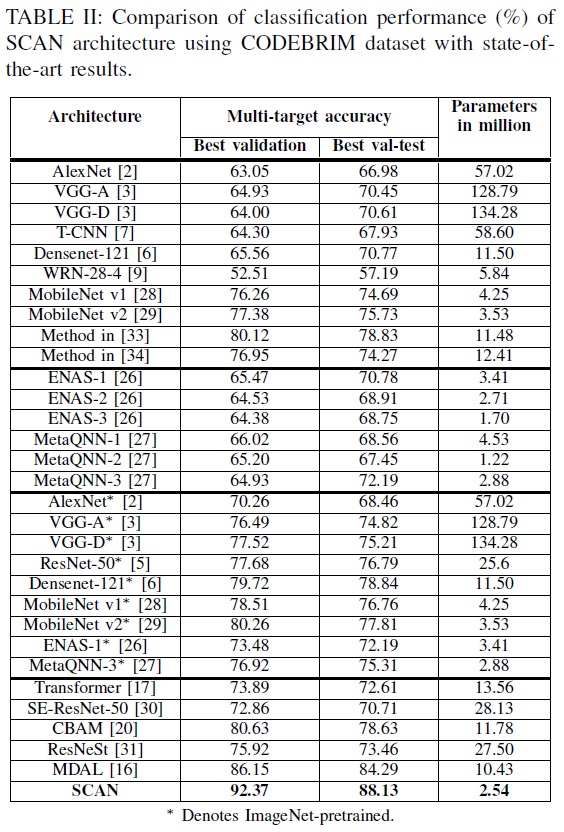 TABLE II: Comparison of classification performance (%) of
SCAN architecture using CODEBRIM dataset with state-of-
the-art results.
Architecture Multi-target accuracy Parameters in million
Best validation Best val-test
AlexNet [2] 63.05 66.98 57.02
VGG-A [3] 64.93 70.45 128.79
VGG-D [3] 64.00 70.61 134.28
T-CNN [7] 64.30 67.93 58.60
Densenet-121 [6] 65.56 70.77 11.50
WRN-28-4 [9] 52.51 57.19 5.84
MobileNet v1 [28] 76.26 74.69 4.25
MobileNet v2 [29] 77.38 75.73 3.53
Method in [33] 80.12 78.83 11.48
Method in [34] 76.95 74.27 12.41
ENAS-1 [26] 65.47 70.78 3.41
ENAS-2 [26] 64.53 68.91 2.71
ENAS-3 [26] 64.38 68.75 1.70
MetaQNN-1 [27] 66.02 68.56 4.53
MetaQNN-2 [27] 65.20 67.45 1.22
MetaQNN-3 [27] 64.93 72.19 2.88
AlexNet* [2] 70.26 68.46 57.02
VGG-A* [3] 76.49 74.82 128.79
VGG-D* [3] 77.52 75.21 134.28
ResNet-50* [5] 77.68 76.79 25.6
Densenet-121* [6] 79.72 78.84 11.50
MobileNet v1* [28] 78.51 76.76 4.25
MobileNet v2* [29] 80.26 77.81 3.53
ENAS-1* [26] 73.48 72.19 3.41
MetaQNN-3* [27] 76.92 75.31 2.88
Transformer [17] 73.89 72.61 13.56
SE-ResNet-50 [30] 72.86 70.71 28.13
CBAM [20] 80.63 78.63 11.78
ResNeSt [31] 75.92 73.46 27.50
MDAL [16] 86.15 84.29 10.43
SCAN 92.37 88.13 2.54
* Denotes ImageNet-pretrained.